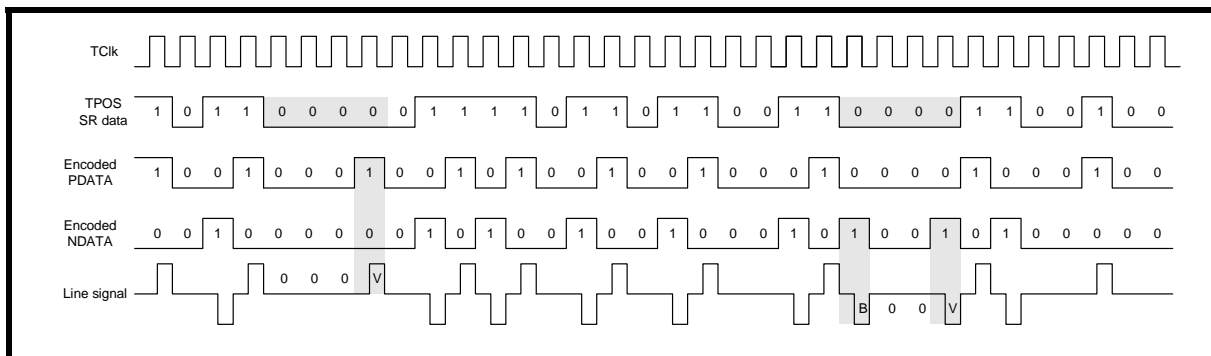 TClk
TPOS
SR data
1 0 1 1 0 0 0 0 0 1 1 1 1 0 1 1 0 1 1 0 0 1 1 0 0 0 0 1 1 0 0 1 0 0
Encoded
PDATA
1 0 0 1 0 0 0 1 0 0 1 0 1 0 0 1 0 0 1 0 0 0 1 0 0 0 0 1 0 0 0 1 0 0
Encoded
NDATA
0 0 1 0 0 0 0 0 0 1 0 1 0 0 1 0 0 1 0 0 0 1 0 1 0 0 1 0 1 0 0 0 0 0
Line signal
0 0 0 V
B 0 0 V